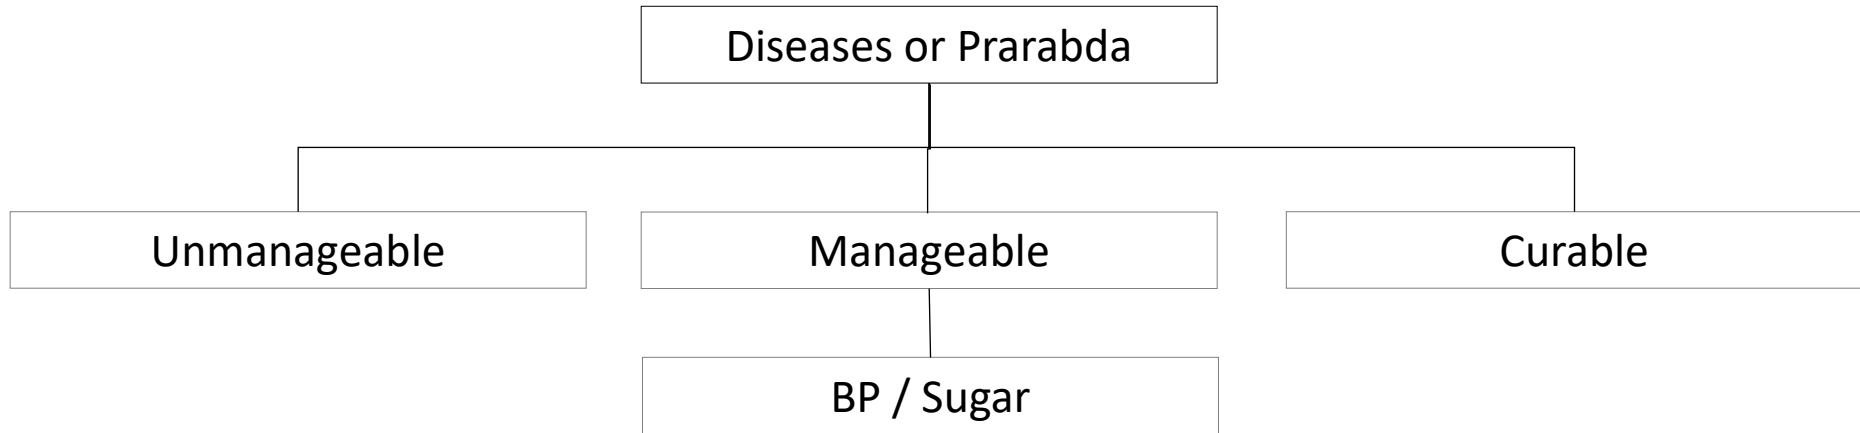 Diseases or Prarabda
Unmanageable
Manageable
Curable
BP / Sugar